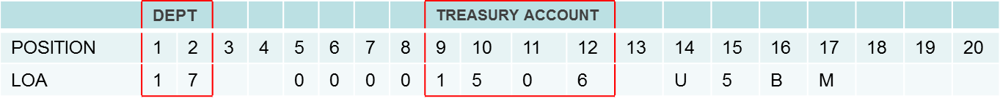 DEPT TREASURY ACCOUNT
POSITION 1 2 3 4 5 6 7 8 9 10 11 12 13 14 15 16 17 18 19 20
LOA 1 7 0 0 0 0 1 5 0 6 U 5 B M